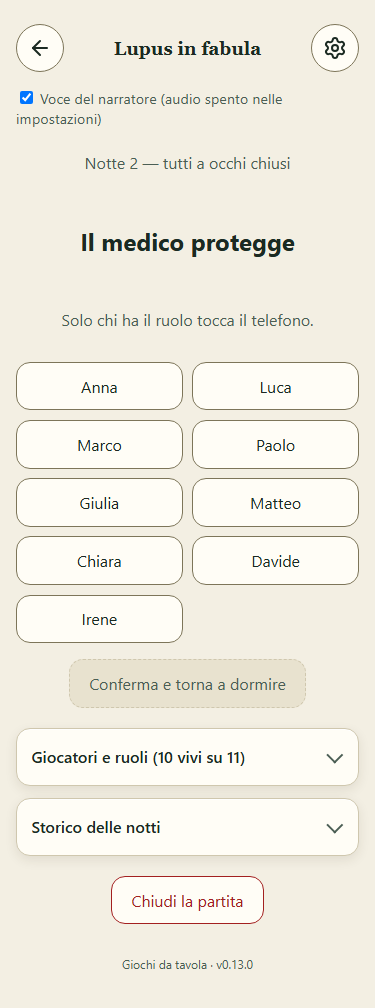 Lupus in fabula
Voce del narratore (audio spento nelle
impostazioni)
Notte 2 — tutti a occhi chiusi
Il medico protegge
Solo chi ha il ruolo tocca il telefono.
Anna
Luca
Marco
Paolo
Giulia
Matteo
Chiara
Davide
Irene
Conferma e torna a dormire
Giocatori e ruoli (10 vivi su 11)
Storico delle notti
Chiudi la partita
Giochi da tavola · v0.13.0